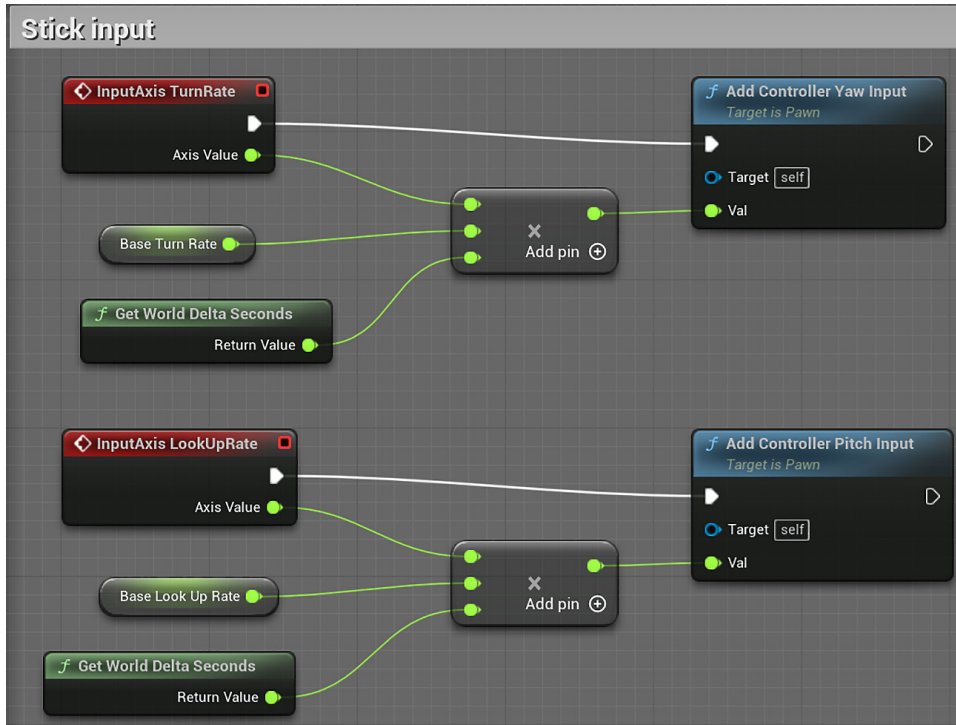 Stick input
InputAxis TurnRate
Axis Value
Base Turn Rate
Get World Delta Seconds
Return Value
Add pin
Add Controller Yaw Input
Target is Pawn
Target self
Val
InputAxis LookUpRate
Axis Value
Base Look Up Rate
Get World Delta Seconds
Return Value
Add pin
Add Controller Pitch Input
Target is Pawn
Target self
Val